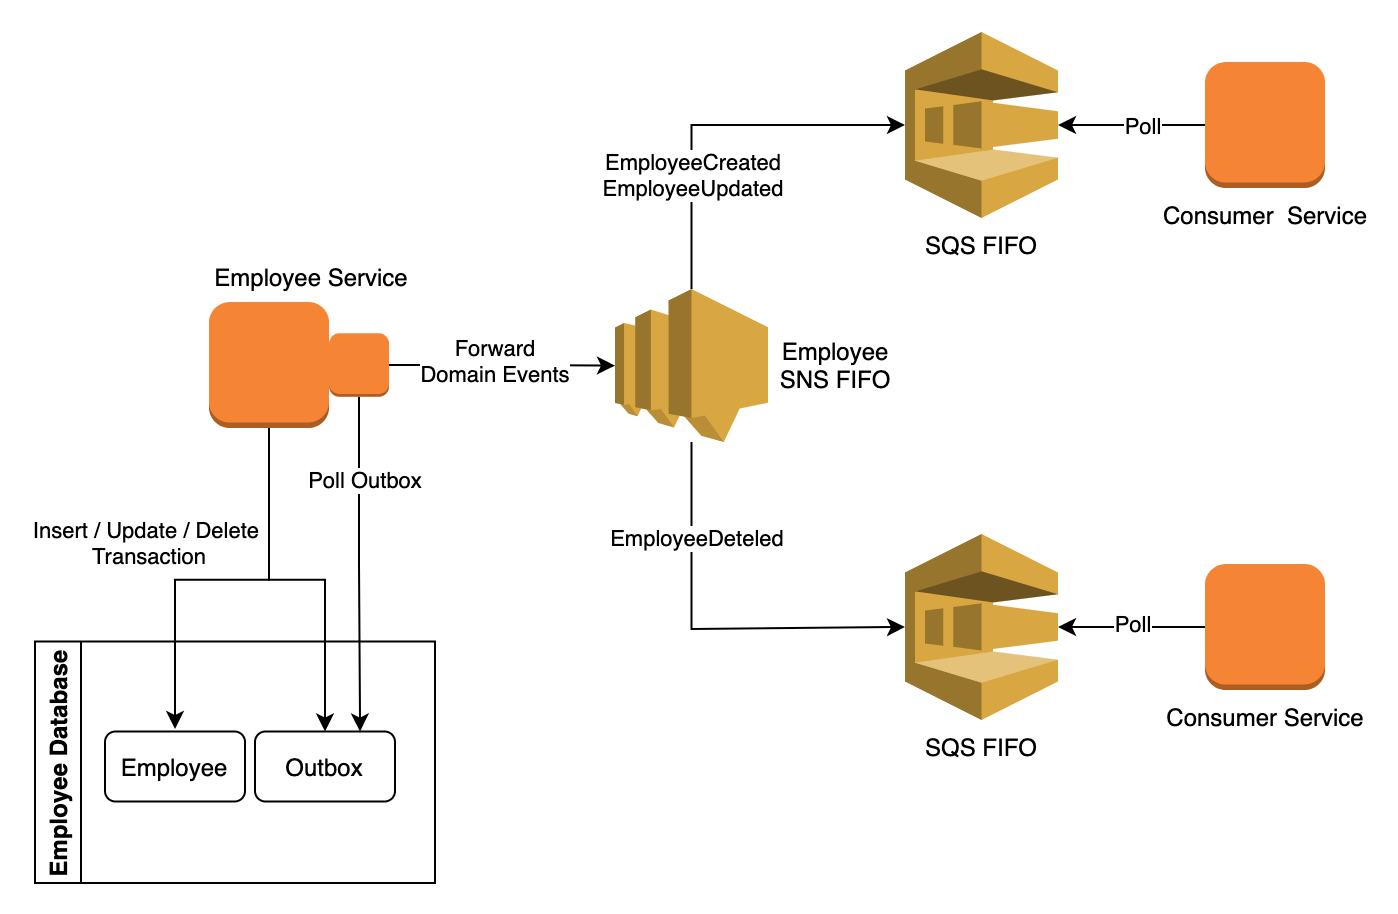 EmployeeCreated
EmployeeUpdated
Poll
Consumer Service
SQS FIFO
Employee Service
Forward
Domain Events
Employee
SNS FIFO
Poll Outbox
Insert / Update / Delete
Transaction
EmployeeDeteled
Poll
Consumer Service
SQS FIFO
Employee Database
Employee
Outbox